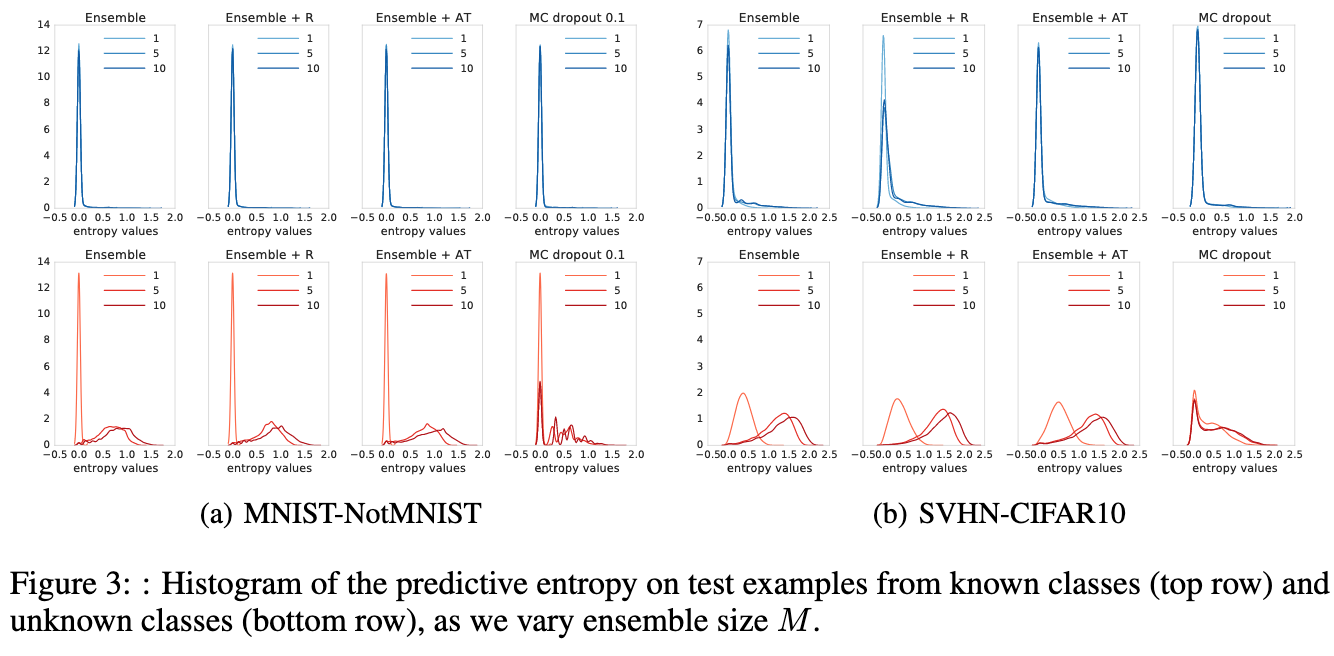 Ensemble Ensemble + R Ensemble + AT MC dropout 0.1 Ensemble Ensemble + R Ensemble + AT MC dropout
14 1 1 1 1 7 1 1 1 1
12 5 5 5 5 6 5 5 5 5
10 10 10 10 10 5 10 10 10 10
8 4
6 3
4 2
2 1
0 0
−0.5 0.0 0.5 1.0 1.5 2.0 −0.5 0.0 0.5 1.0 1.5 2.0 −0.5 0.0 0.5 1.0 1.5 2.0 −0.5 0.0 0.5 1.0 1.5 2.0 −0.5 0.0 0.5 1.0 1.5 2.0 2.5 −0.5 0.0 0.5 1.0 1.5 2.0 2.5 −0.5 0.0 0.5 1.0 1.5 2.0 2.5 −0.5 0.0 0.5 1.0 1.5 2.0
entropy values entropy values entropy values entropy values entropy values entropy values entropy values entropy values
Ensemble Ensemble + R Ensemble + AT MC dropout 0.1 Ensemble Ensemble + R Ensemble + AT MC dropout
14 1 1 1 1 7 1 1 1 1
12 5 5 5 5 6 5 5 5 5
10 10 10 10 10 5 10 10 10 10
8 4
6 3
4 2
2 1
0 0
−0.5 0.0 0.5 1.0 1.5 2.0 −0.5 0.0 0.5 1.0 1.5 2.0 −0.5 0.0 0.5 1.0 1.5 2.0 −0.5 0.0 0.5 1.0 1.5 2.0 −0.5 0.0 0.5 1.0 1.5 2.0 2.5 −0.5 0.0 0.5 1.0 1.5 2.0 2.5 −0.5 0.0 0.5 1.0 1.5 2.0 2.5 −0.5 0.0 0.5 1.0 1.5 2.0 2.5
entropy values entropy values entropy values entropy values entropy values entropy values entropy values entropy values
(a) MNIST-NotMNIST (b) SVHN-CIFAR10
Figure 3: : Histogram of the predictive entropy on test examples from known classes (top row) and
unknown classes (bottom row), as we vary ensemble size M.